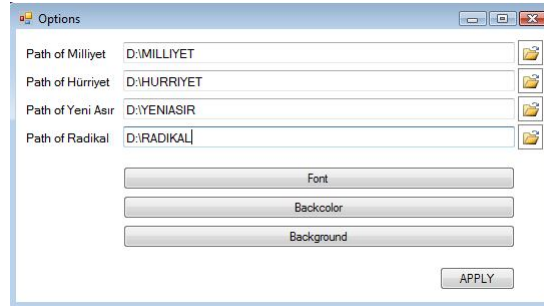 Options
Path of Milliyet D:\MILLIYET
Path of Hürriyet D:\HURRIYET
Path of Yeni Asır D:\YENIASIR
Path of Radikal D:\RADIKAL
Font
Backcolor
Background
APPLY